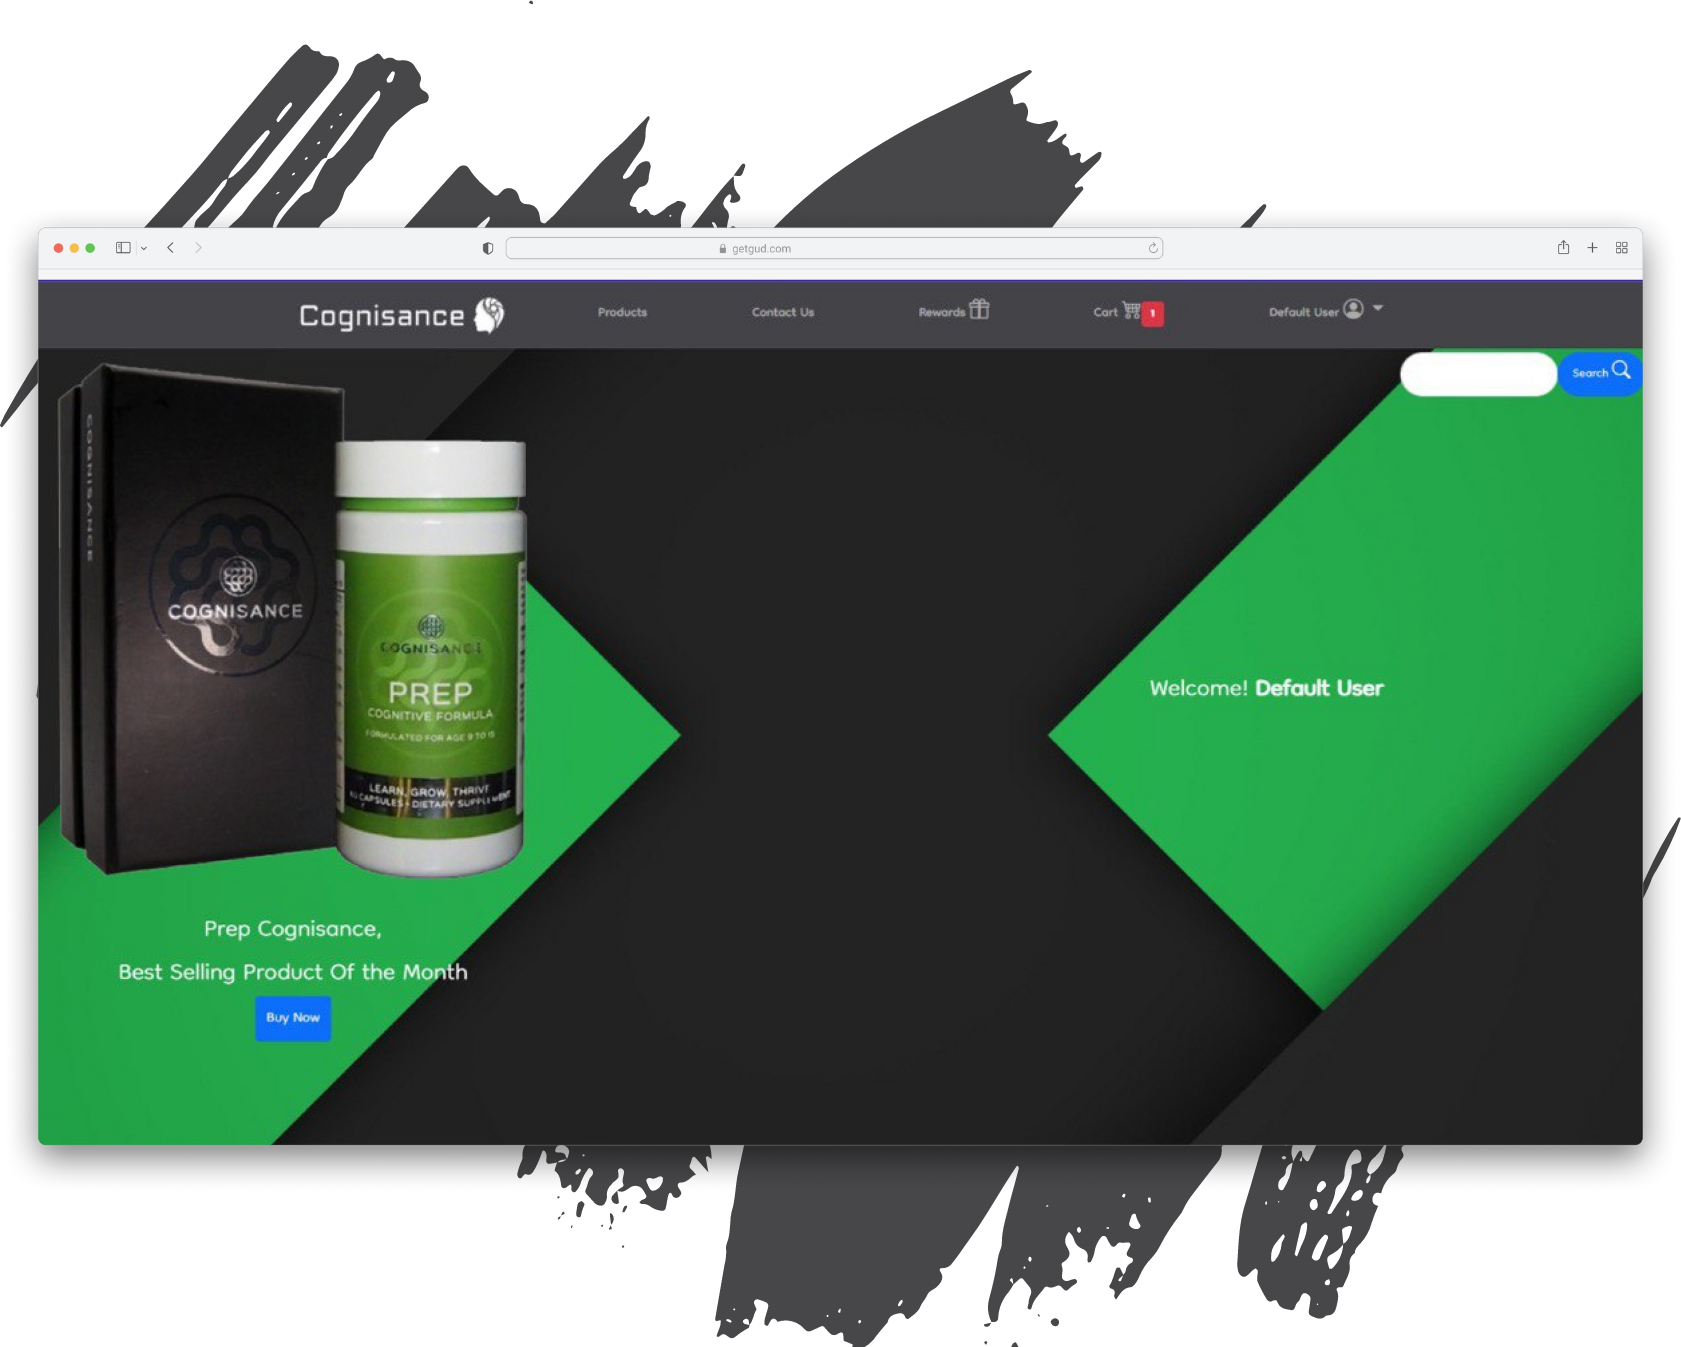 getgud.com
Cognisance
Products
Contact Us
Rewards
Cart
1
Default User
Search
COGNISANCE
COGNISANCE
COGNISANCE
PREP
COGNITIVE FORMULA
FORMULATED FOR AGE 9 TO 15
LEARN, GROW, THRIVE
CAPSULES • DIETARY SUPPLEMENT
Welcome! Default User
Prep Cognisance,
Best Selling Product Of the Month
Buy Now